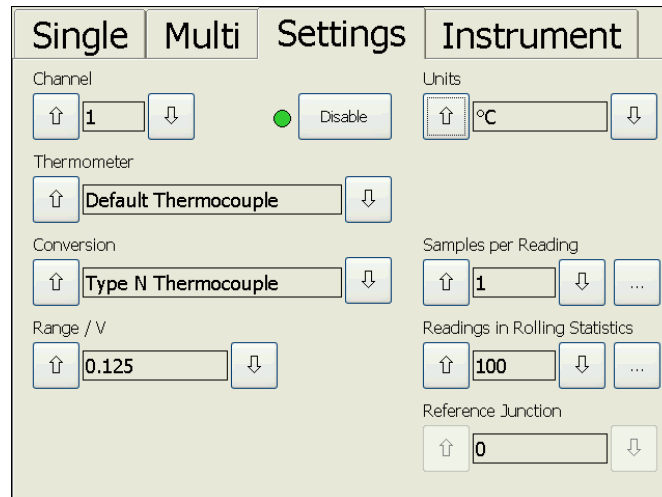 Single Multi Settings Instrument
Channel Units
1 Disable °C
Thermometer
Default Thermocouple
Conversion Samples per Reading
Type N Thermocouple 1 ...
Range / V Readings in Rolling Statistics
0.125 100 ...
Reference Junction
0